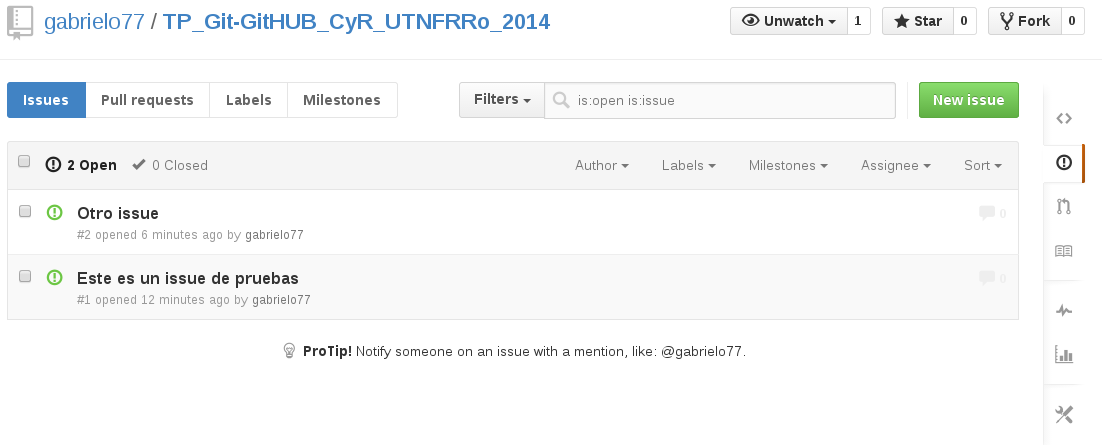 gabrielo77 / TP_Git-GitHUB_CyR_UTNFRRo_2014
Unwatch 1 Star 0 Fork 0
Issues Pull requests Labels Milestones Filters is:open is:issue New issue
2 Open 0 Closed Author Labels Milestones Assignee Sort
Otro issue 0
#2 opened 6 minutes ago by gabrielo77
Este es un issue de pruebas 0
#1 opened 12 minutes ago by gabrielo77
ProTip! Notify someone on an issue with a mention, like: @gabrielo77.